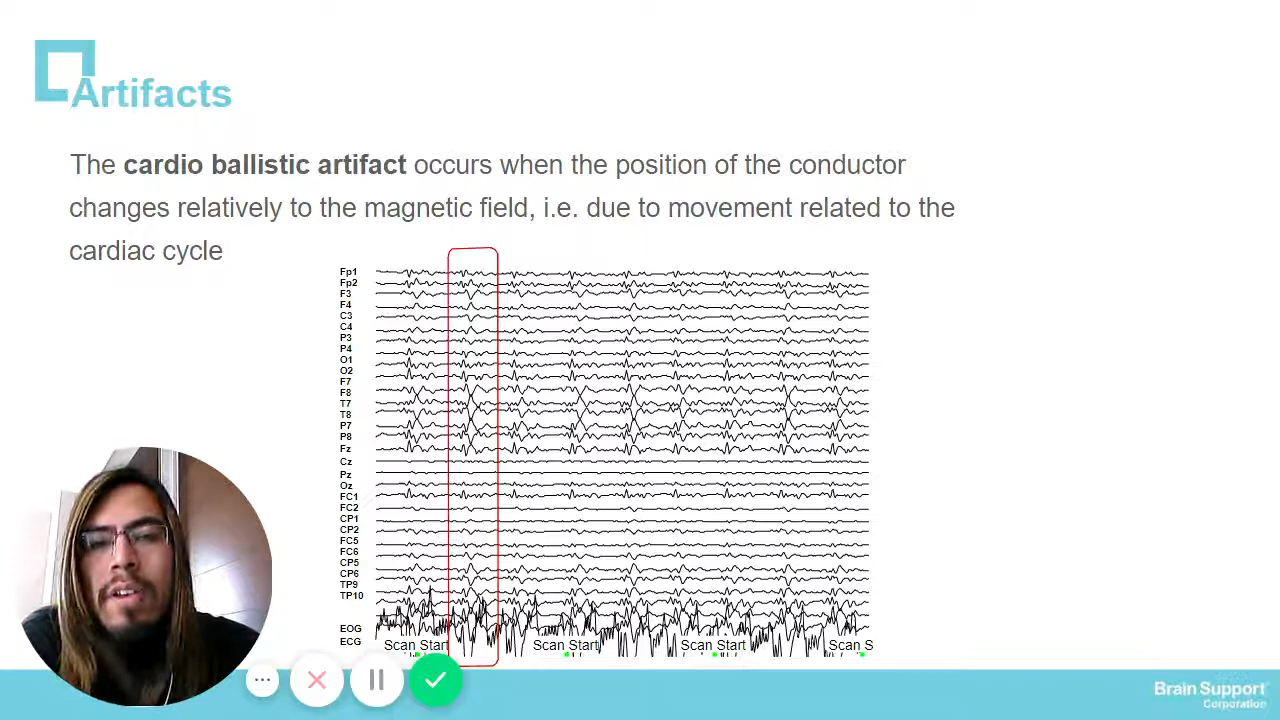 Artifacts
The cardio ballistic artifact occurs when the position of the conductor
changes relatively to the magnetic field, i.e. due to movement related to the
cardiac cycle
Fp1
Fp2
F3
F4
C3
C4
P3
P4
O1
O2
F7
F8
T7
T8
P7
P8
Fz
Cz
Pz
Oz
FC1
FC2
CP1
CP2
FC5
FC6
CP5
CP6
TP9
TP10
EOG
ECG
Scan Start Scan Start Scan Start Scan S
Brain Support
Corporation